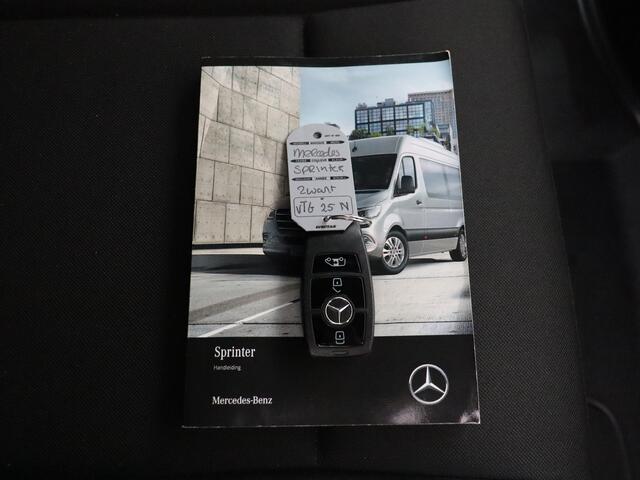 Mercedes
Sprinter
Zwart
VTG 25 N
Sprinter
Handleiding
Mercedes-Benz